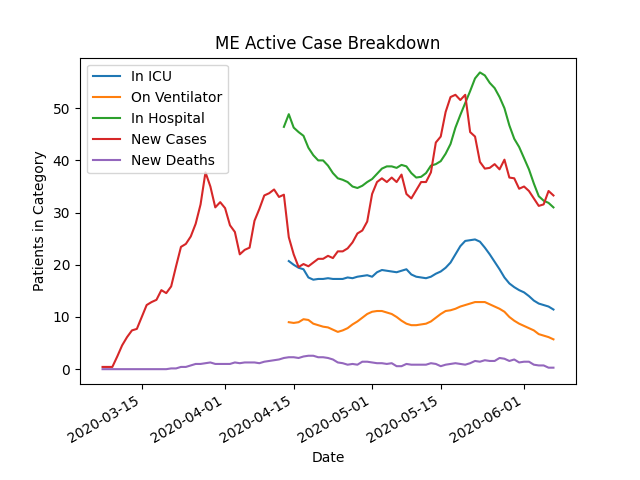 ME Active Case Breakdown
In ICU
On Ventilator
In Hospital
New Cases
New Deaths
Patients in Category
50
40
30
20
10
0
2020-03-15
2020-04-01
2020-04-15
2020-05-01
2020-05-15
2020-06-01
Date